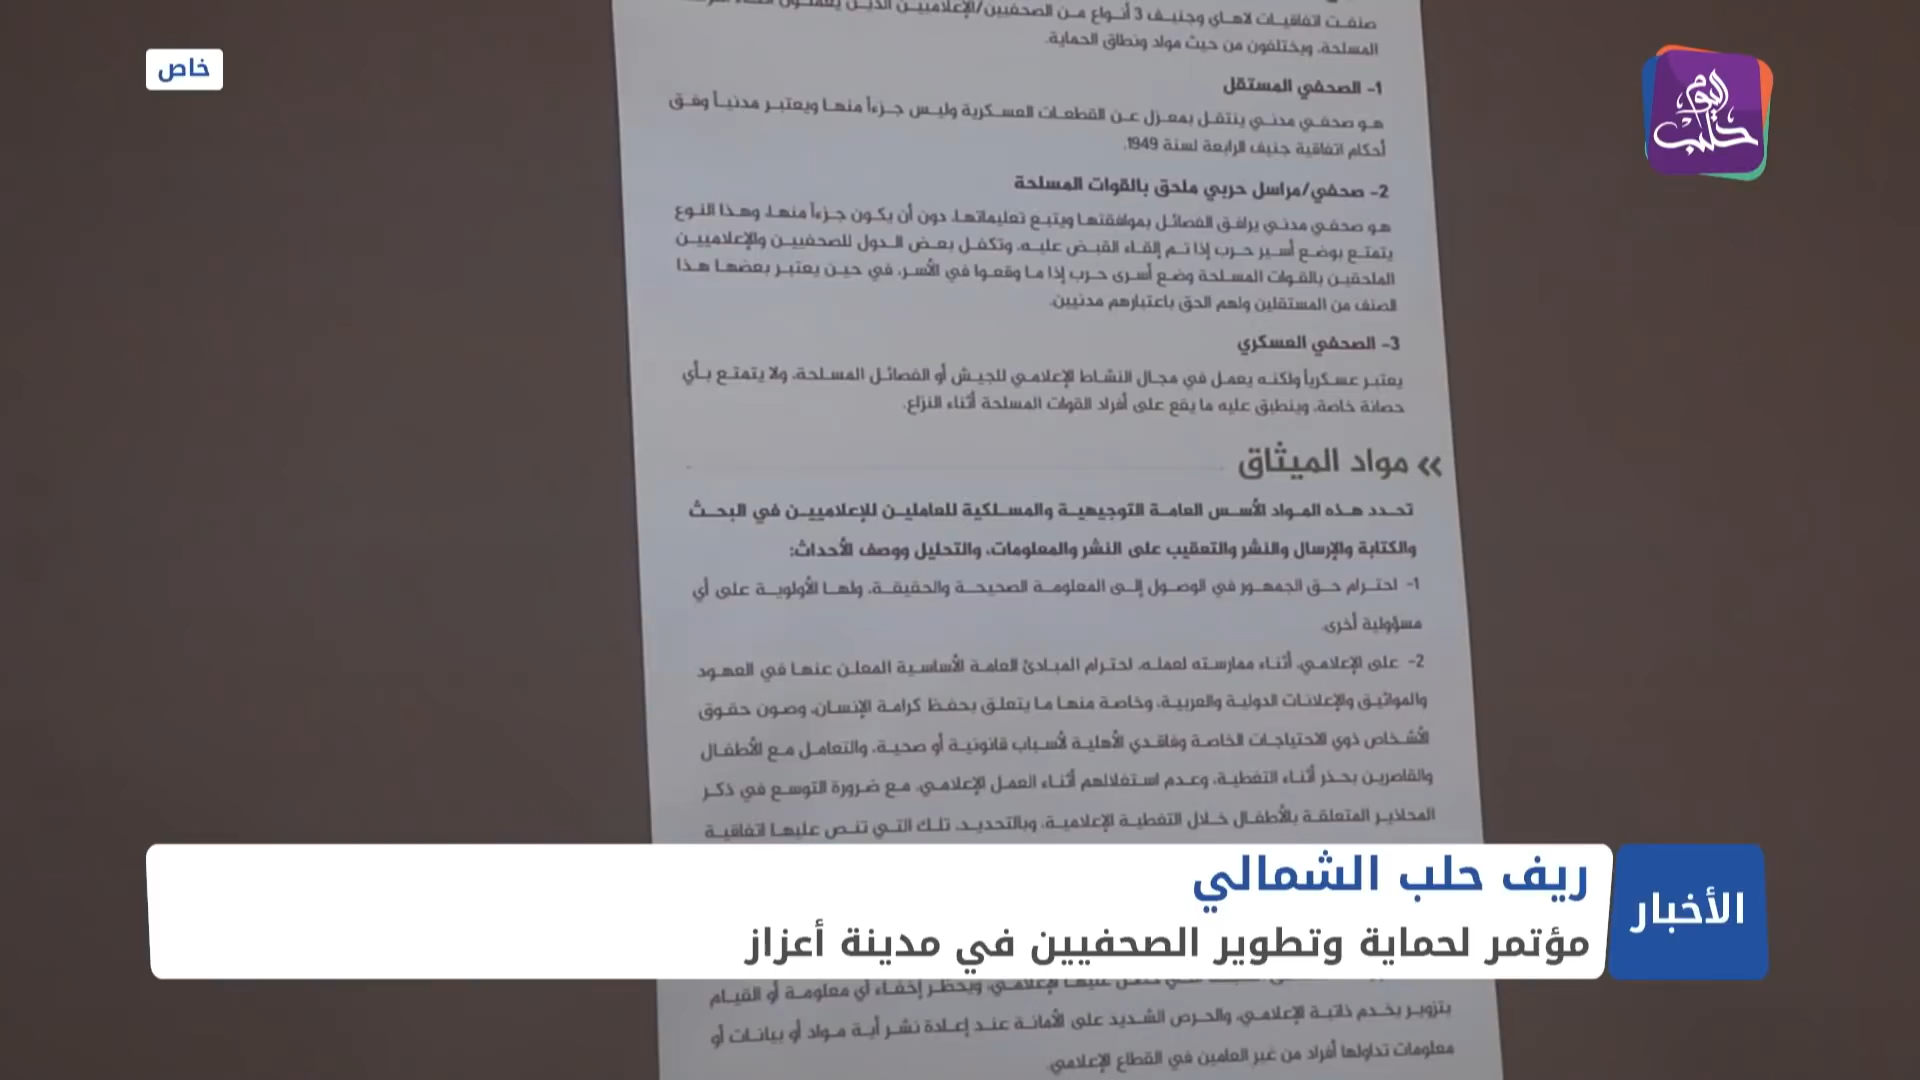 خاص
حلب اليوم
صنفت اتفاقيات لاهاي وجنيف 3 أنواع من الصحفيين/الإعلاميين الذين يعملون أثناء
المسلحة، ويختلفون من حيث مواد ونطاق الحماية.
1- الصحفي المستقل
هو صحفي مدني ينتقل بمعزل عن القطعات العسكرية وليس جزءاً منها ويعتبر مدنياً وفق
أحكام اتفاقية جنيف الرابعة لسنة 1949.
2- صحفي/مراسل حربي ملحق بالقوات المسلحة
هو صحفي مدني يرافق الفصائل بموافقتها ويتبع تعليماتها، دون أن يكون جزءاً منها، وهذا النوع
يتمتع بوضع أسير حرب إذا تم إلقاء القبض عليه، وتكفل بعض الدول للصحفيين والإعلاميين
الملحقين بالقوات المسلحة وضع أسرى حرب إذا ما وقعوا في الأسر، في حين يعتبر بعضها هذا
الصنف من المستقلين ولهم الحق باعتبارهم مدنيين.
3- الصحفي العسكري
يعتبر عسكرياً ولكنه يعمل في مجال النشاط الإعلامي للجيش أو الفصائل المسلحة، ولا يتمتع بأي
حصانة خاصة، وينطبق عليه ما يقع على أفراد القوات المسلحة أثناء النزاع.
» مواد الميثاق
تحدد هذه المواد الأسس العامة التوجيهية والمسلكية للعاملين للإعلاميين في البحث
والكتابة والإرسال والنشر والتعقيب على النشر والمعلومات، والتحليل ووصف الأحداث:
1- احترام حق الجمهور في الوصول إلى المعلومة الصحيحة والحقيقة، ولها الأولوية على أي
مسؤولية أخرى.
2- على الإعلامي، أثناء ممارسته لعمله، احترام المبادئ العامة الأساسية المعلن عنها في العهود
والمواثيق والإعلانات الدولية والعربية، وخاصة منها ما يتعلق بحفظ كرامة الإنسان، وصون حقوق
الأشخاص ذوي الاحتياجات الخاصة وفاقدي الأهلية لأسباب قانونية أو صحية، والتعامل مع الأطفال
والقاصرين بحذر أثناء التغطية، وعدم استغلالهم أثناء العمل الإعلامي، مع ضرورة التوسع في ذكر
المحاذير المتعلقة بالأطفال خلال التغطية الإعلامية، وبالتحديد، تلك التي تنص عليها اتفاقية
الأخبار
ريف حلب الشمالي
مؤتمر لحماية وتطوير الصحفيين في مدينة أعزاز
عليها الإعلامي، ويحظر إخفاء أي معلومة أو القيام
بتزوير يخدم ذاتية الإعلامي، والحرص الشديد على الأمانة عند إعادة نشر أية مواد أو بيانات أو
معلومات تداولها أفراد من غير العامين في القطاع الإعلامي.